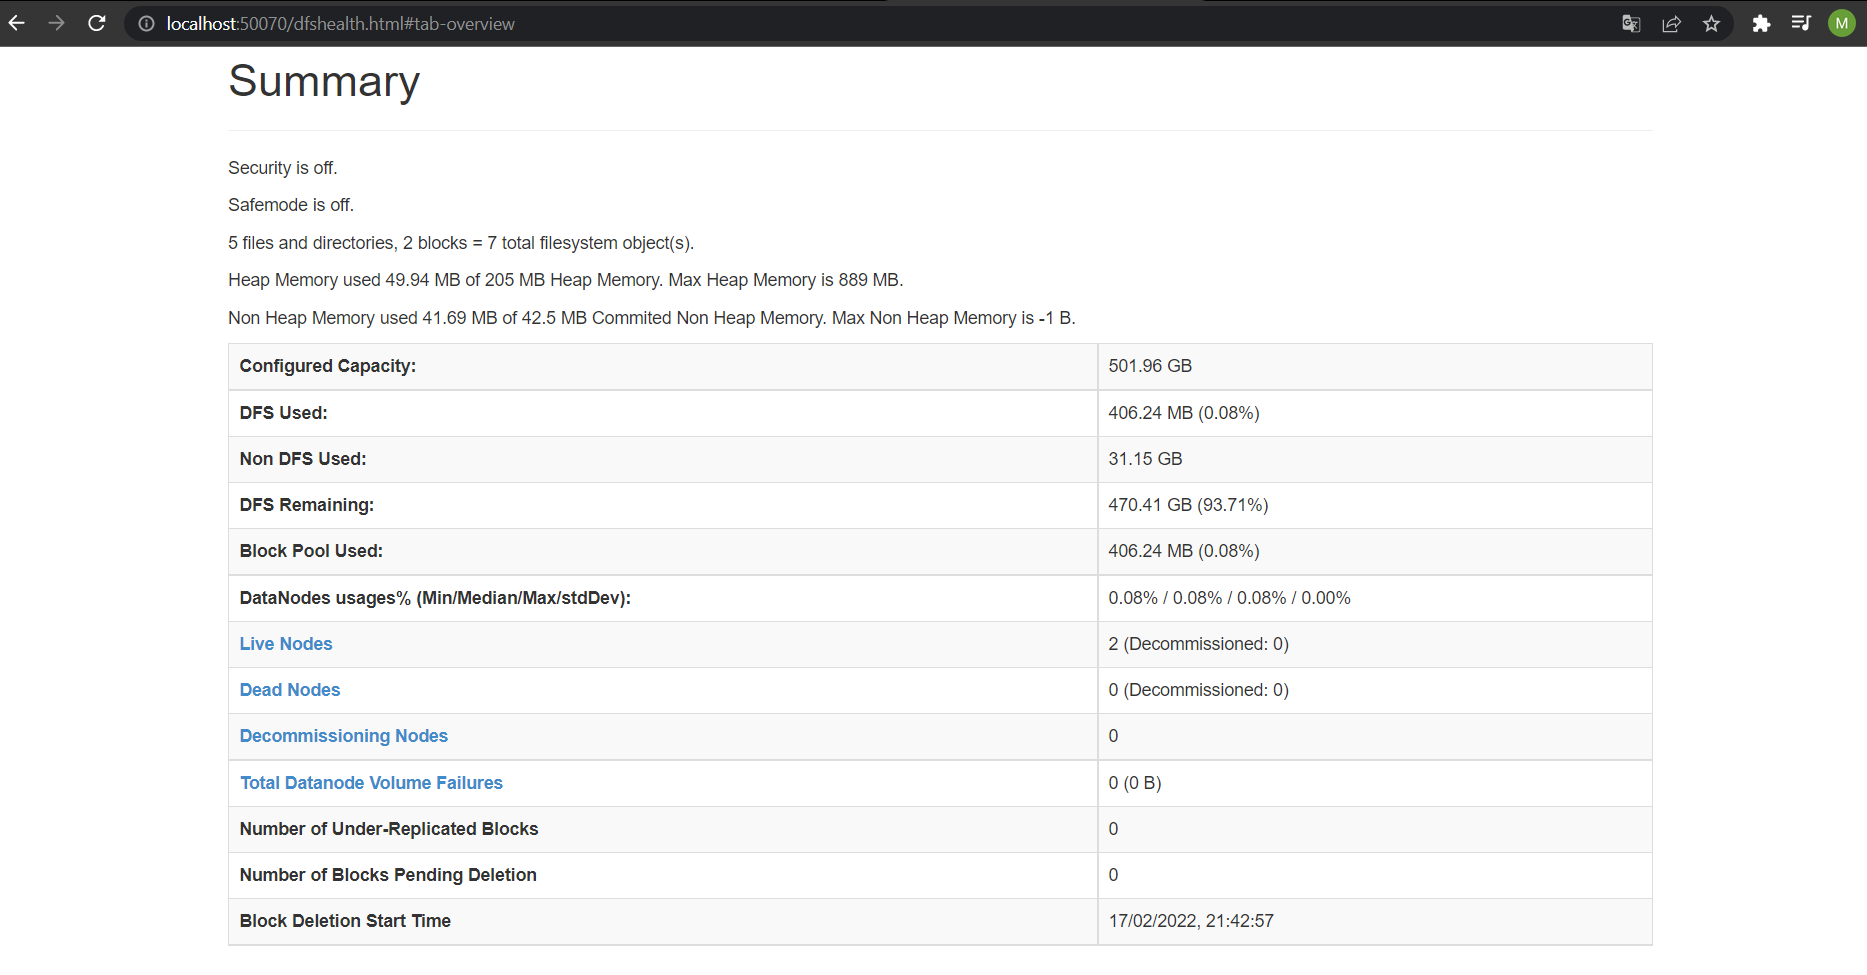 localhost:50070/dfshealth.html#tab-overview
M
Summary
Security is off.
Safemode is off.
5 files and directories, 2 blocks = 7 total filesystem object(s).
Heap Memory used 49.94 MB of 205 MB Heap Memory. Max Heap Memory is 889 MB.
Non Heap Memory used 41.69 MB of 42.5 MB Commited Non Heap Memory. Max Non Heap Memory is -1 B.
Configured Capacity: 501.96 GB
DFS Used: 406.24 MB (0.08%)
Non DFS Used: 31.15 GB
DFS Remaining: 470.41 GB (93.71%)
Block Pool Used: 406.24 MB (0.08%)
DataNodes usages% (Min/Median/Max/stdDev): 0.08% / 0.08% / 0.08% / 0.00%
Live Nodes 2 (Decommissioned: 0)
Dead Nodes 0 (Decommissioned: 0)
Decommissioning Nodes 0
Total Datanode Volume Failures 0 (0 B)
Number of Under-Replicated Blocks 0
Number of Blocks Pending Deletion 0
Block Deletion Start Time 17/02/2022, 21:42:57